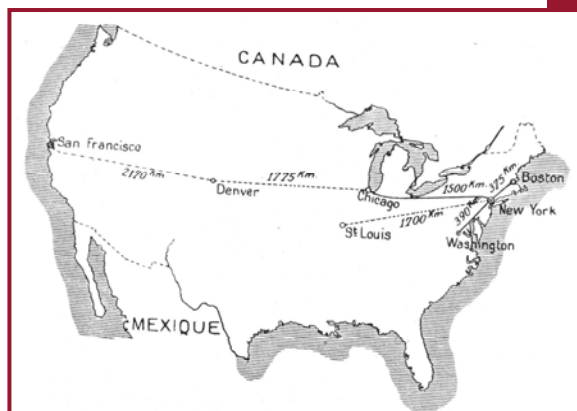 CANADA
San Francisco
2170 Km
1775 Km.
Denver
Chicago
1500 Km.
375 Km
Boston
New York
390 Km
1700 Km.
St Louis
Washington
MEXIQUE